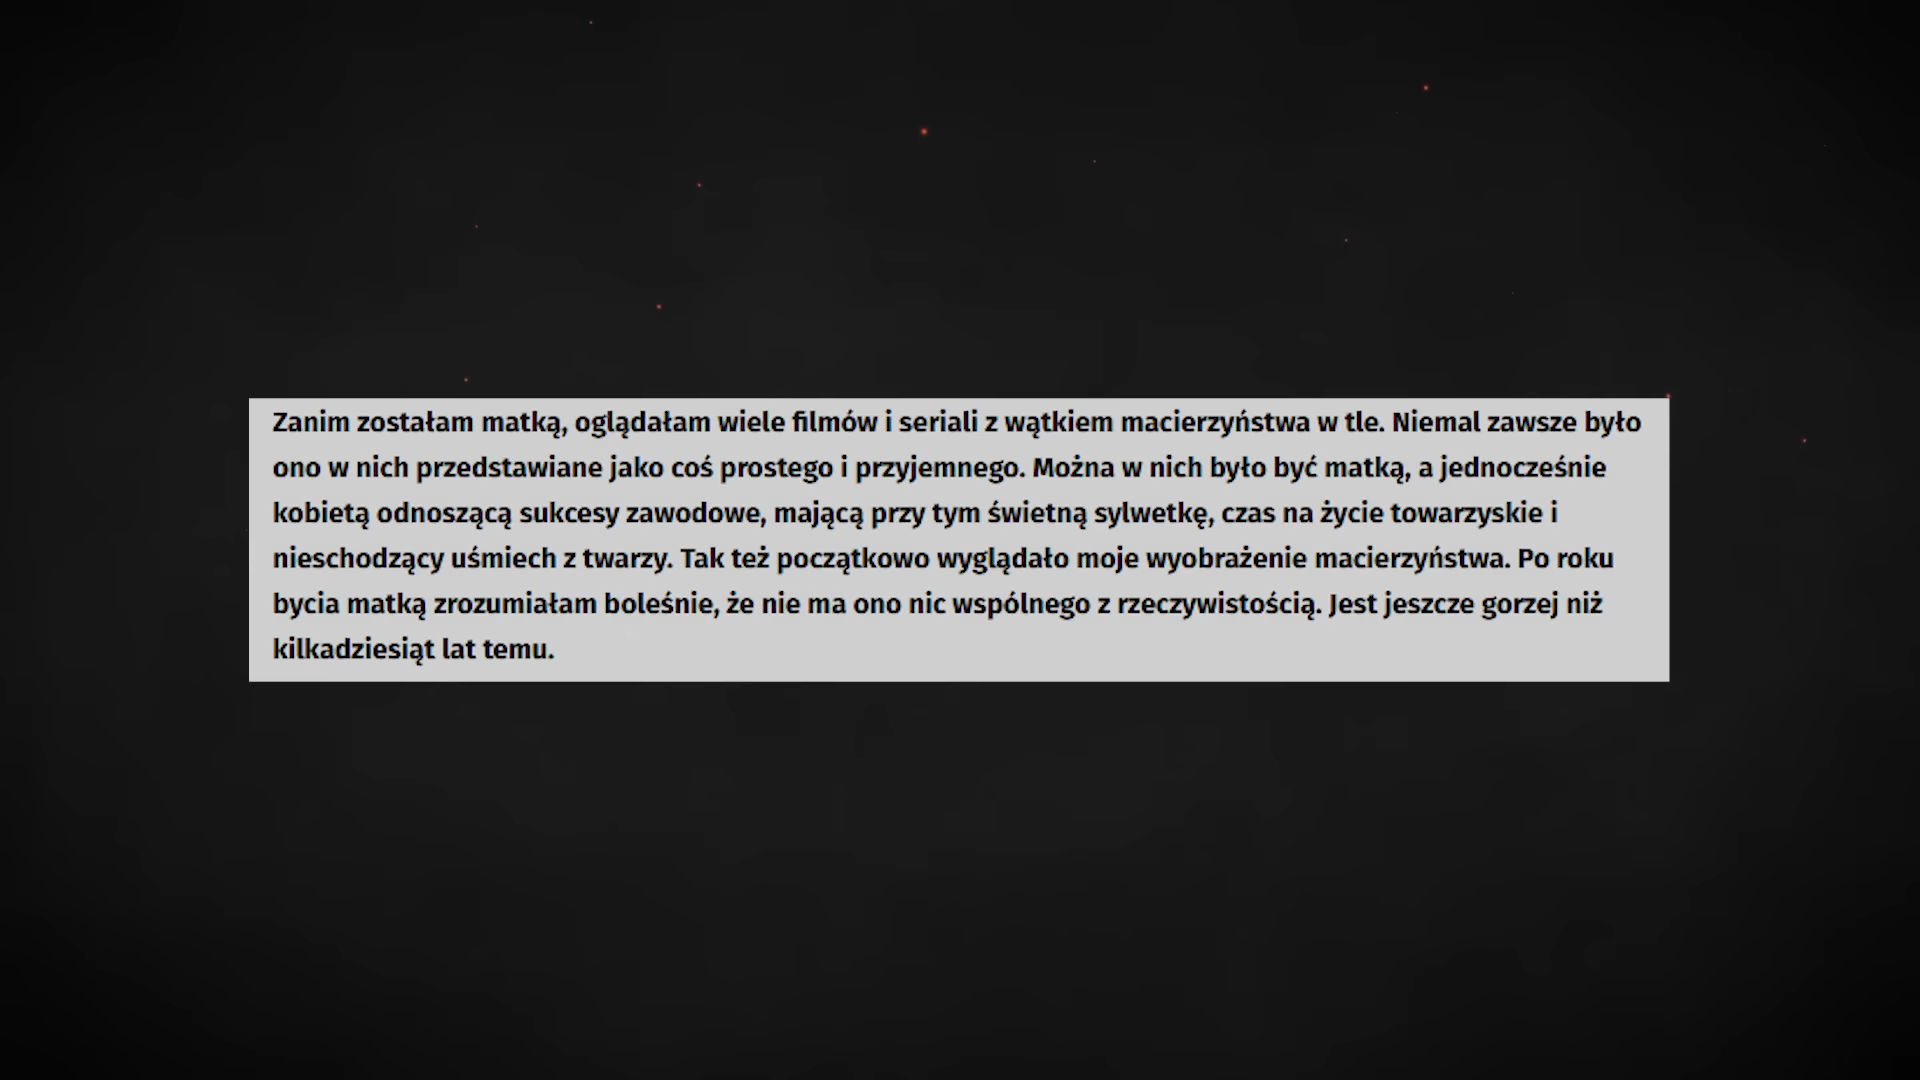 Zanim zostałam matką, oglądałam wiele filmów i seriali z wątkiem macierzyństwa w tle. Niemal zawsze było
ono w nich przedstawiane jako coś prostego i przyjemnego. Można w nich było być matką, a jednocześnie
kobietą odnoszącą sukcesy zawodowe, mającą przy tym świetną sylwetkę, czas na życie towarzyskie i
nieschodzący uśmiech z twarzy. Tak też początkowo wyglądało moje wyobrażenie macierzyństwa. Po roku
bycia matką zrozumiałam boleśnie, że nie ma ono nic wspólnego z rzeczywistością. Jest jeszcze gorzej niż
kilkadziesiąt lat temu.